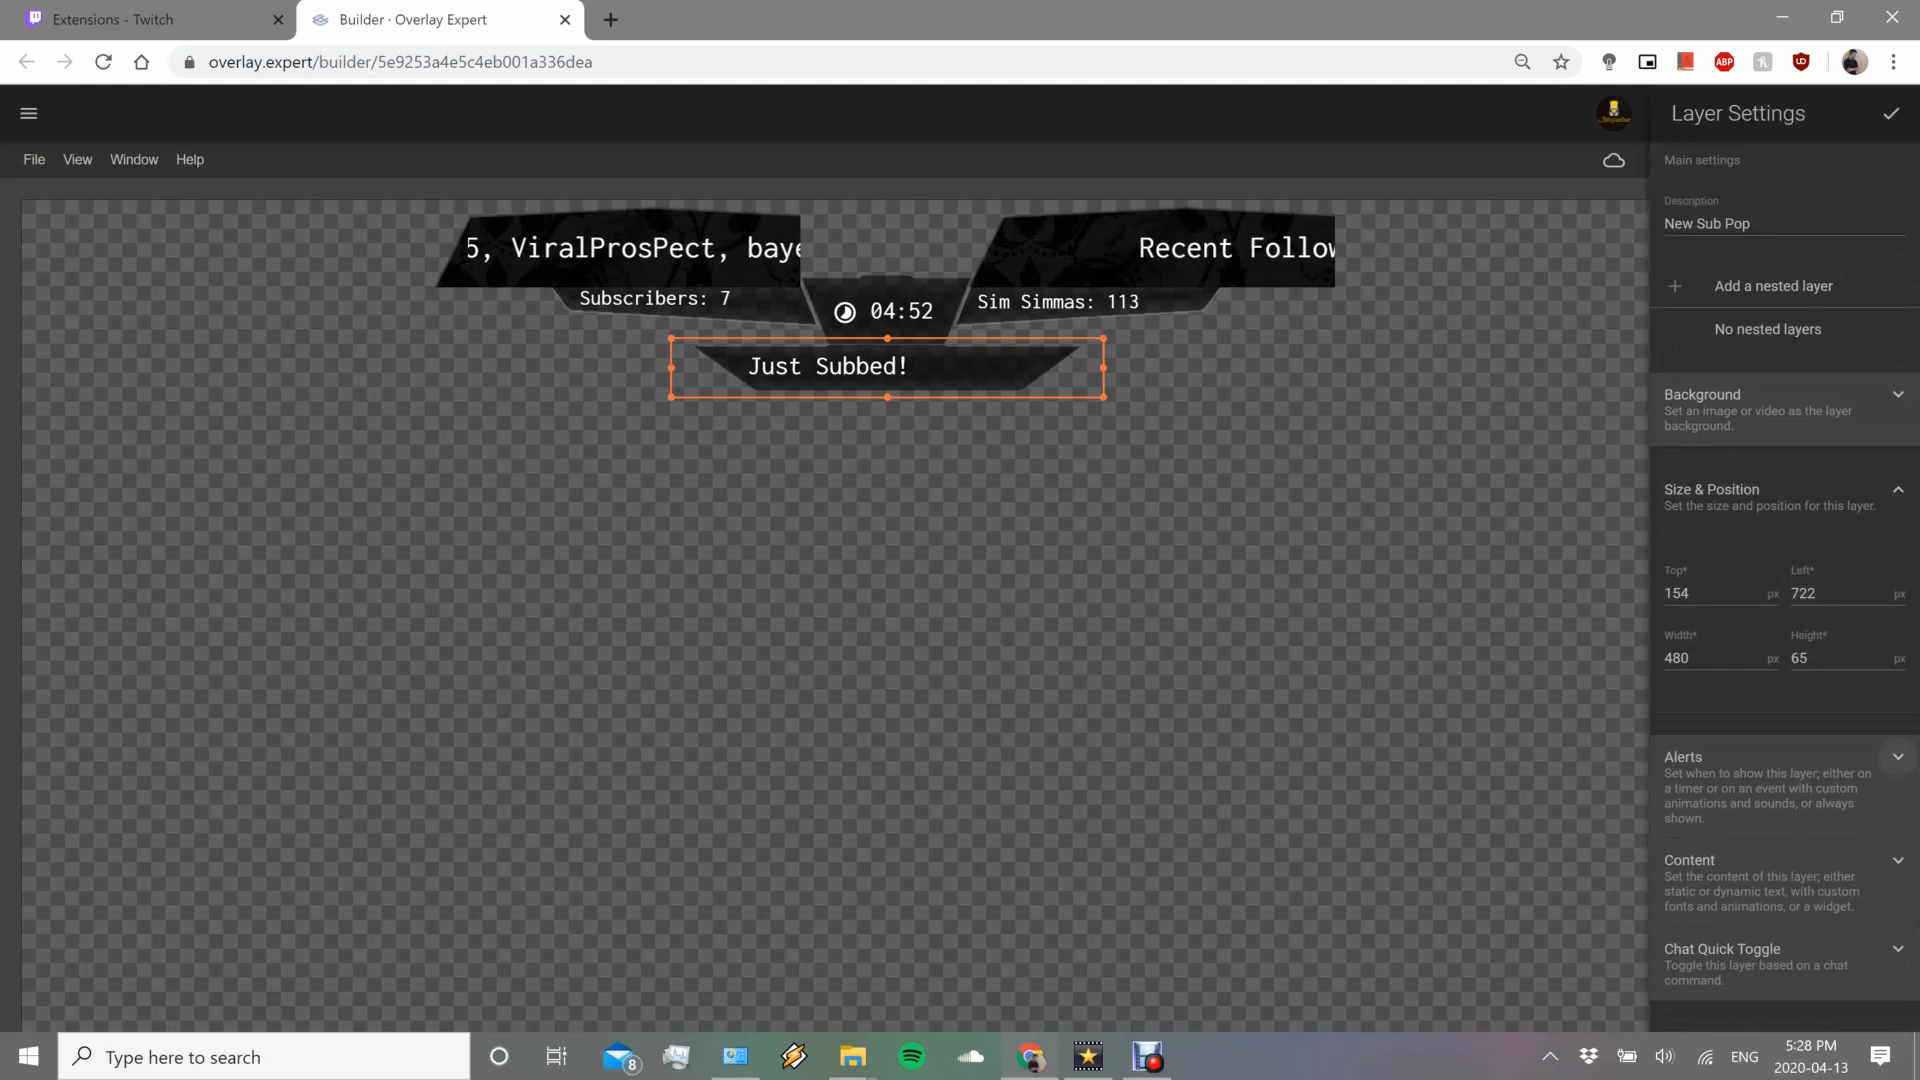 Extensions - Twitch
Builder · Overlay Expert
overlay.expert/builder/5e9253a4e5c4eb001a336dea
ABP
Layer Settings
File View Window Help
Main settings
Description
New Sub Pop
5, ViralProsPect, baye
Recent Follow
Subscribers: 7
04:52
Sim Simmas: 113
Just Subbed!
Add a nested layer
No nested layers
Background
Set an image or video as the layer
background.
Size & Position
Set the size and position for this layer.
Top* Left*
154 px 722 px
Width* Height*
480 px 65 px
Alerts
Set when to show this layer; either on
a timer or on an event with custom
animations and sounds, or always
shown.
Content
Set the content of this layer; either
static or dynamic text, with custom
fonts and animations, or a widget.
Chat Quick Toggle
Toggle this layer based on a chat
command.
Type here to search
8
ENG
5:28 PM
2020-04-13